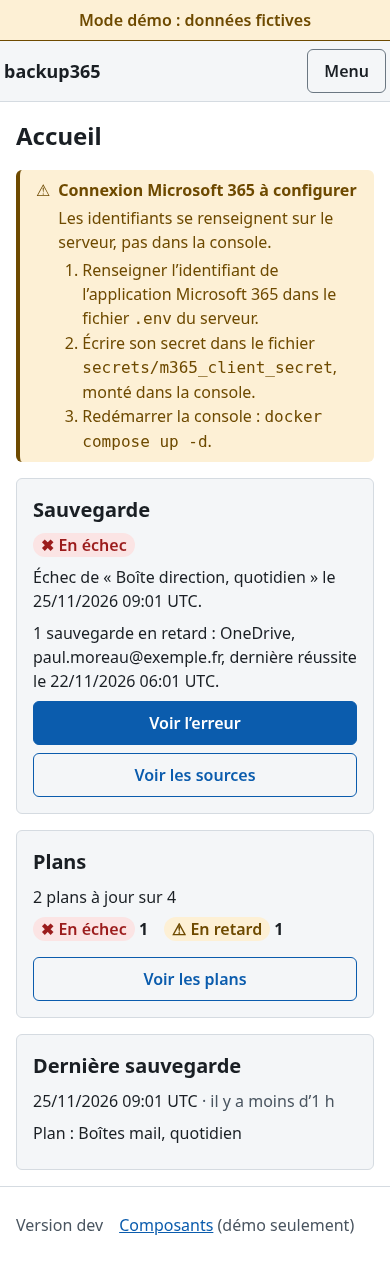 Mode démo : données fictives
backup365
Menu
Accueil
⚠ Connexion Microsoft 365 à configurer
Les identifiants se renseignent sur le
serveur, pas dans la console.
1. Renseigner l’identifiant de
l’application Microsoft 365 dans le
fichier .env du serveur.
2. Écrire son secret dans le fichier
secrets/m365_client_secret,
monté dans la console.
3. Redémarrer la console : docker
compose up -d.
Sauvegarde
✖ En échec
Échec de « Boîte direction, quotidien » le
25/11/2026 09:01 UTC.
1 sauvegarde en retard : OneDrive,
paul.moreau@exemple.fr, dernière réussite
le 22/11/2026 06:01 UTC.
Voir l’erreur
Voir les sources
Plans
2 plans à jour sur 4
✖ En échec 1 ⚠ En retard 1
Voir les plans
Dernière sauvegarde
25/11/2026 09:01 UTC · il y a moins d’1 h
Plan : Boîtes mail, quotidien
Version dev Composants (démo seulement)